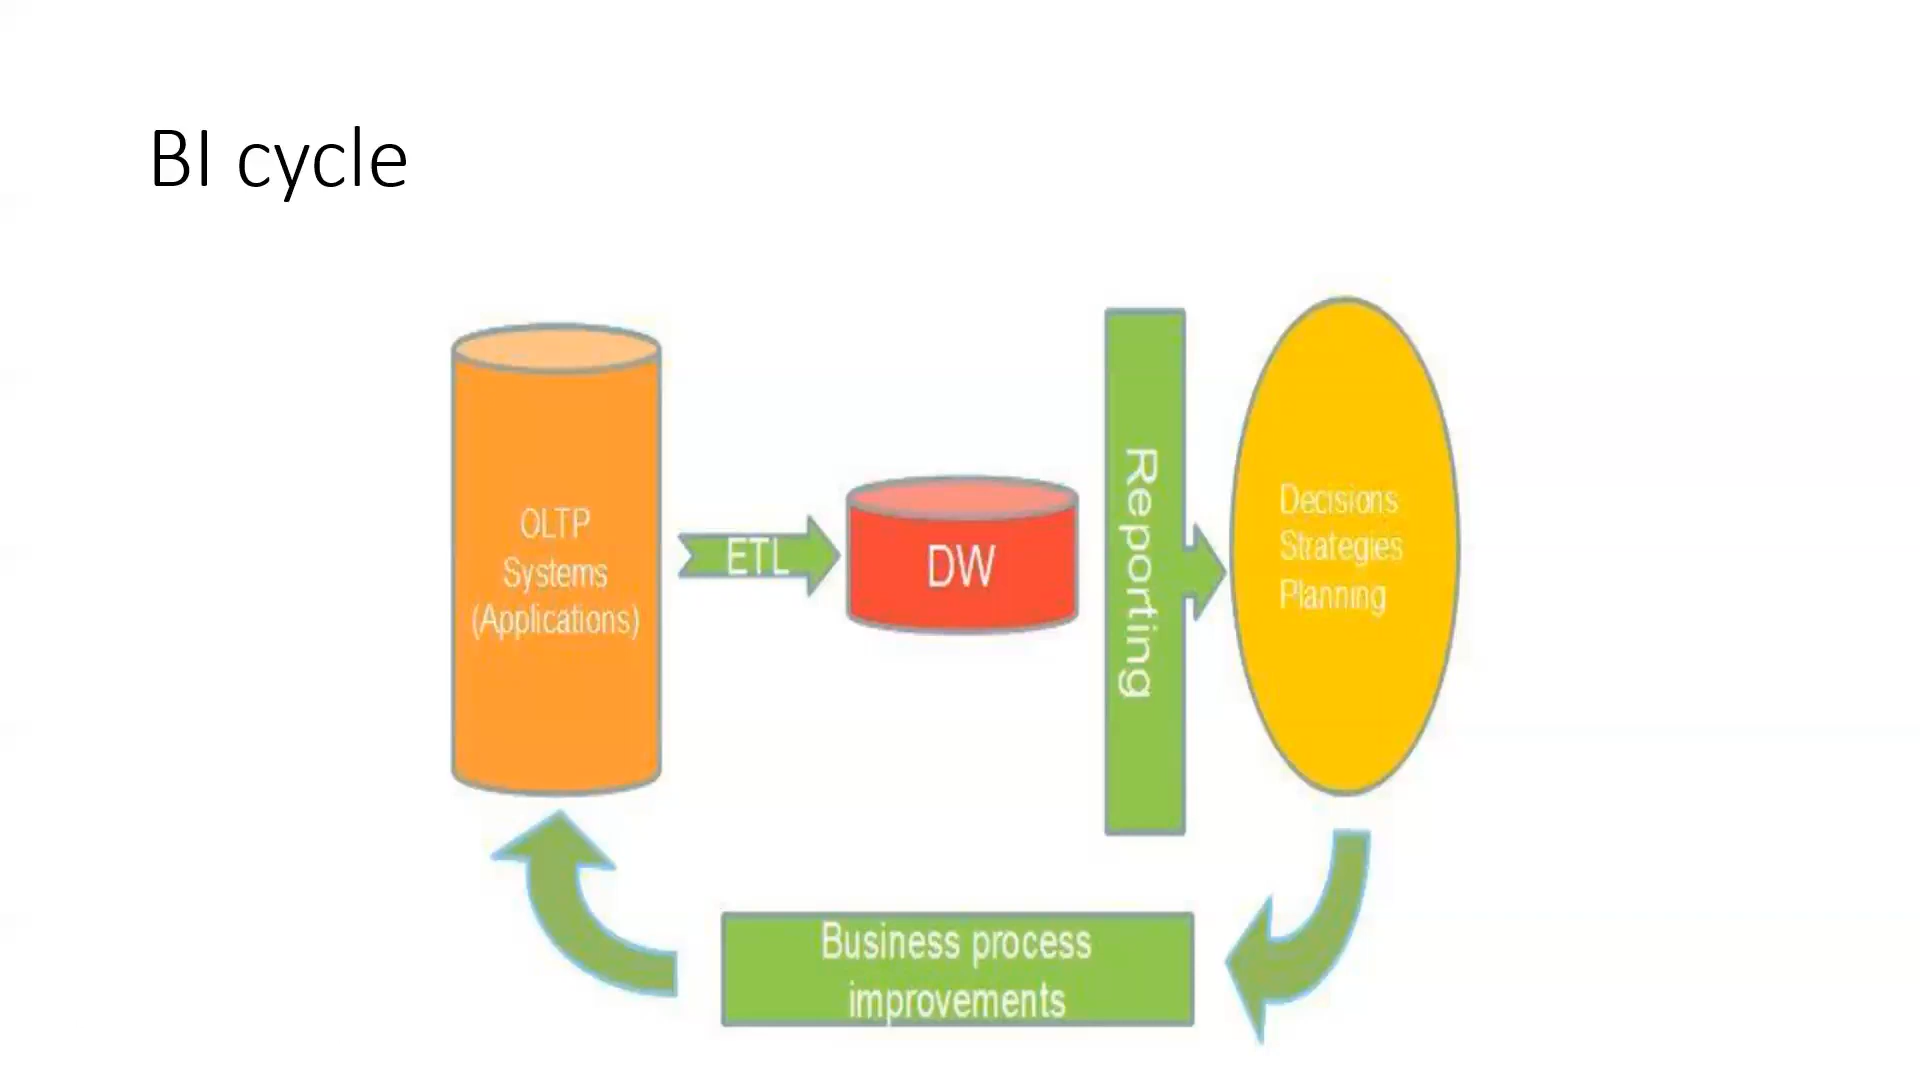 BI cycle
OLTP
Systems
(Applications)
ETL
DW
Reporting
Decisions
Strategies
Planning
Business process
improvements